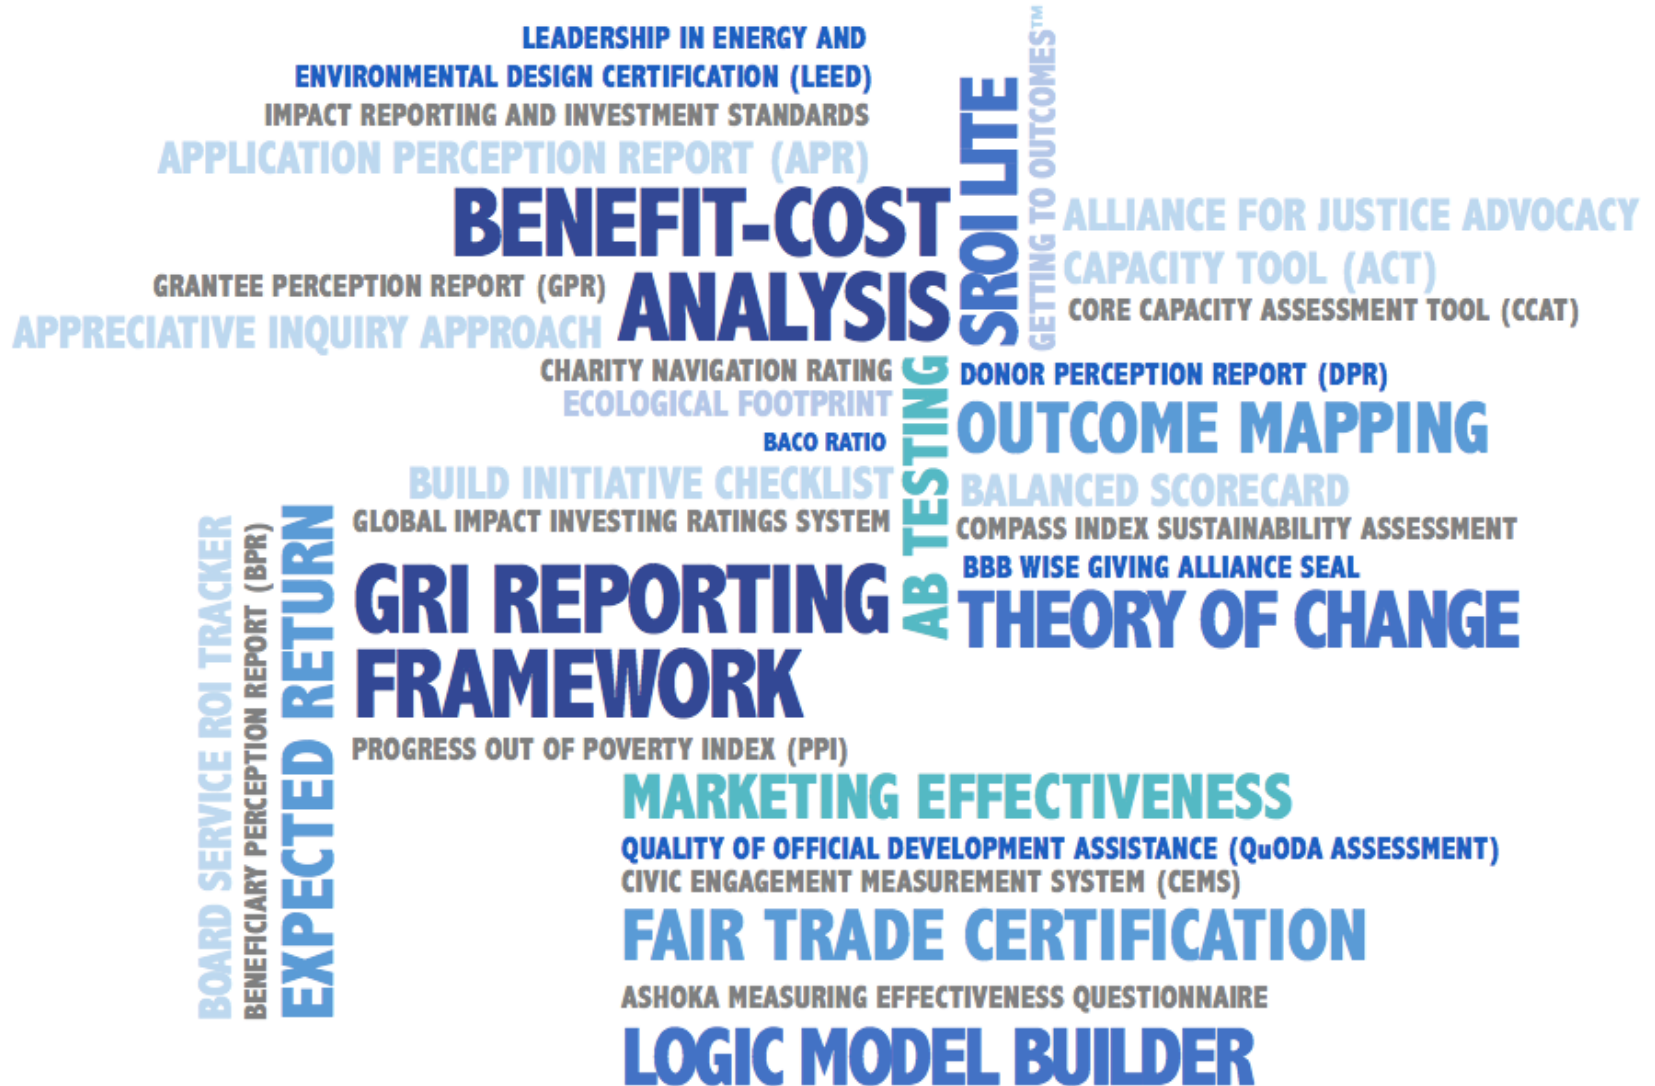 LEADERSHIP IN ENERGY AND
ENVIRONMENTAL DESIGN CERTIFICATION (LEED)
IMPACT REPORTING AND INVESTMENT STANDARDS
APPLICATION PERCEPTION REPORT (APR)
BENEFIT-COST
ANALYSIS
GRANTEE PERCEPTION REPORT (GPR)
APPRECIATIVE INQUIRY APPROACH
SROI LITE
GETTING TO OUTCOMES™
ALLIANCE FOR JUSTICE ADVOCACY
CAPACITY TOOL (ACT)
CORE CAPACITY ASSESSMENT TOOL (CCAT)
CHARITY NAVIGATION RATING
ECOLOGICAL FOOTPRINT
BACO RATIO
BUILD INITIATIVE CHECKLIST
GLOBAL IMPACT INVESTING RATINGS SYSTEM
AB TESTING
DONOR PERCEPTION REPORT (DPR)
OUTCOME MAPPING
BALANCED SCORECARD
COMPASS INDEX SUSTAINABILITY ASSESSMENT
BBB WISE GIVING ALLIANCE SEAL
THEORY OF CHANGE
BOARD SERVICE ROI TRACKER
BENEFICIARY PERCEPTION REPORT (BPR)
EXPECTED RETURN
GRI REPORTING
FRAMEWORK
PROGRESS OUT OF POVERTY INDEX (PPI)
MARKETING EFFECTIVENESS
QUALITY OF OFFICIAL DEVELOPMENT ASSISTANCE (QuODA ASSESSMENT)
CIVIC ENGAGEMENT MEASUREMENT SYSTEM (CEMS)
FAIR TRADE CERTIFICATION
ASHOKA MEASURING EFFECTIVENESS QUESTIONNAIRE
LOGIC MODEL BUILDER